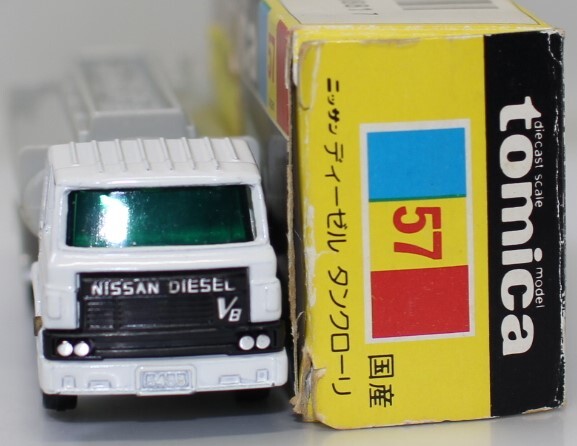 NISSAN DIESEL
V8
tomica
diecast scale model
57
国産
ニッサンディーゼル タンクローリ
57